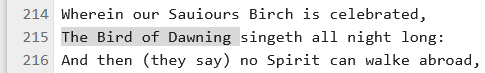 214 Wherein our Sauiours Birch is celebrated,
215 The Bird of Dawning singeth all night long:
216 And then (they say) no Spirit can walke abroad,